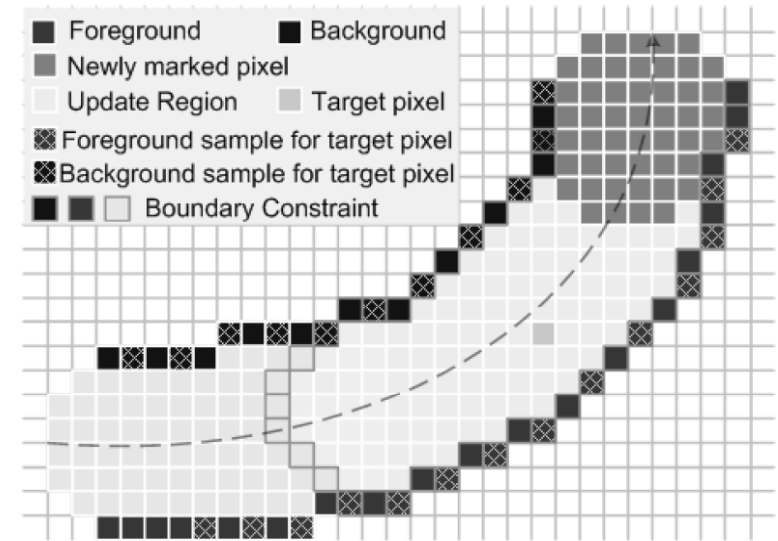 Foreground Background
Newly marked pixel
Update Region Target pixel
Foreground sample for target pixel
Background sample for target pixel
Boundary Constraint